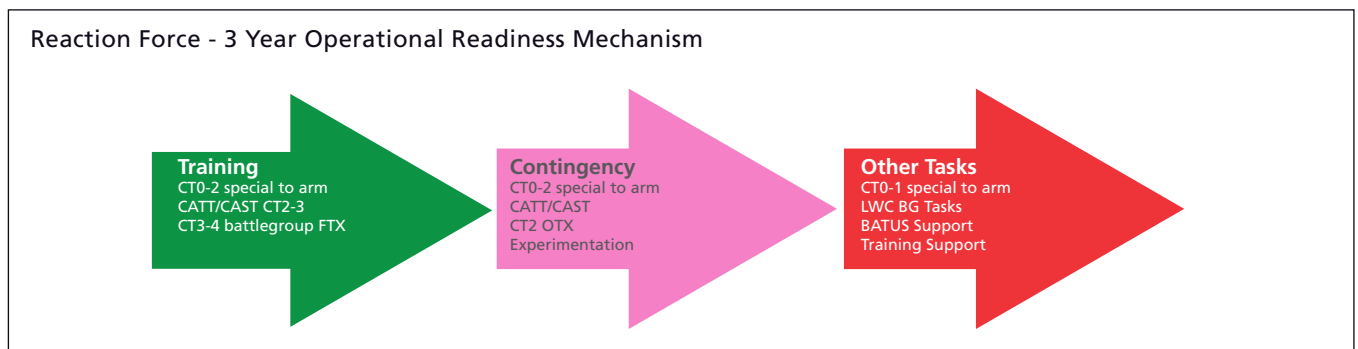 Reaction Force - 3 Year Operational Readiness Mechanism
Training
CT0-2 special to arm
CATT/CAST CT2-3
CT3-4 battlegroup FTX
Contingency
CT0-2 special to arm
CATT/CAST
CT2 OTX
Experimentation
Other Tasks
CT0-1 special to arm
LWC BG Tasks
BATUS Support
Training Support